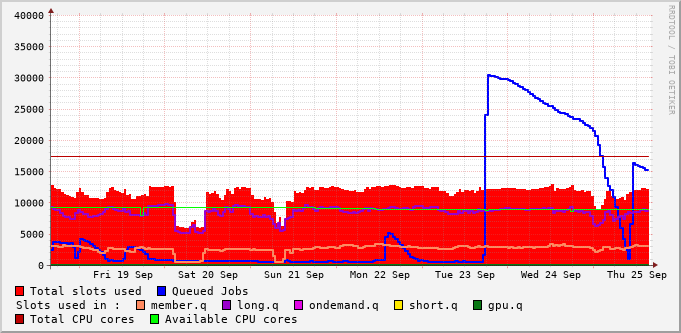 40000
35000
30000
25000
20000
15000
10000
5000
0
Fri 19 Sep Sat 20 Sep Sun 21 Sep Mon 22 Sep Tue 23 Sep Wed 24 Sep Thu 25 Sep
RRDTOOL / TOBI OETIKER
Total slots used Queued Jobs
Slots used in : member.q long.q ondemand.q short.q gpu.q
Total CPU cores Available CPU cores